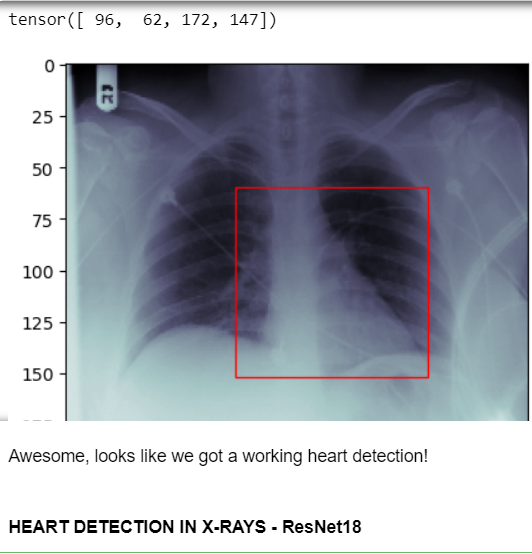 tensor([ 96,  62, 172, 147])
0
R
25
50
75
100
125
150
Awesome, looks like we got a working heart detection!
HEART DETECTION IN X-RAYS - ResNet18